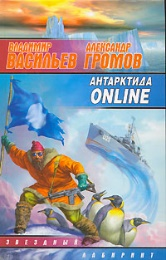 ВЛАДИМИР АЛЕКСАНДР
ВАСИЛЬЕВ ГРОМОВ
АНТАРКТИДА
ONLINE
ЗВЕЗДНЫЙ
ЛАБИРИНТ